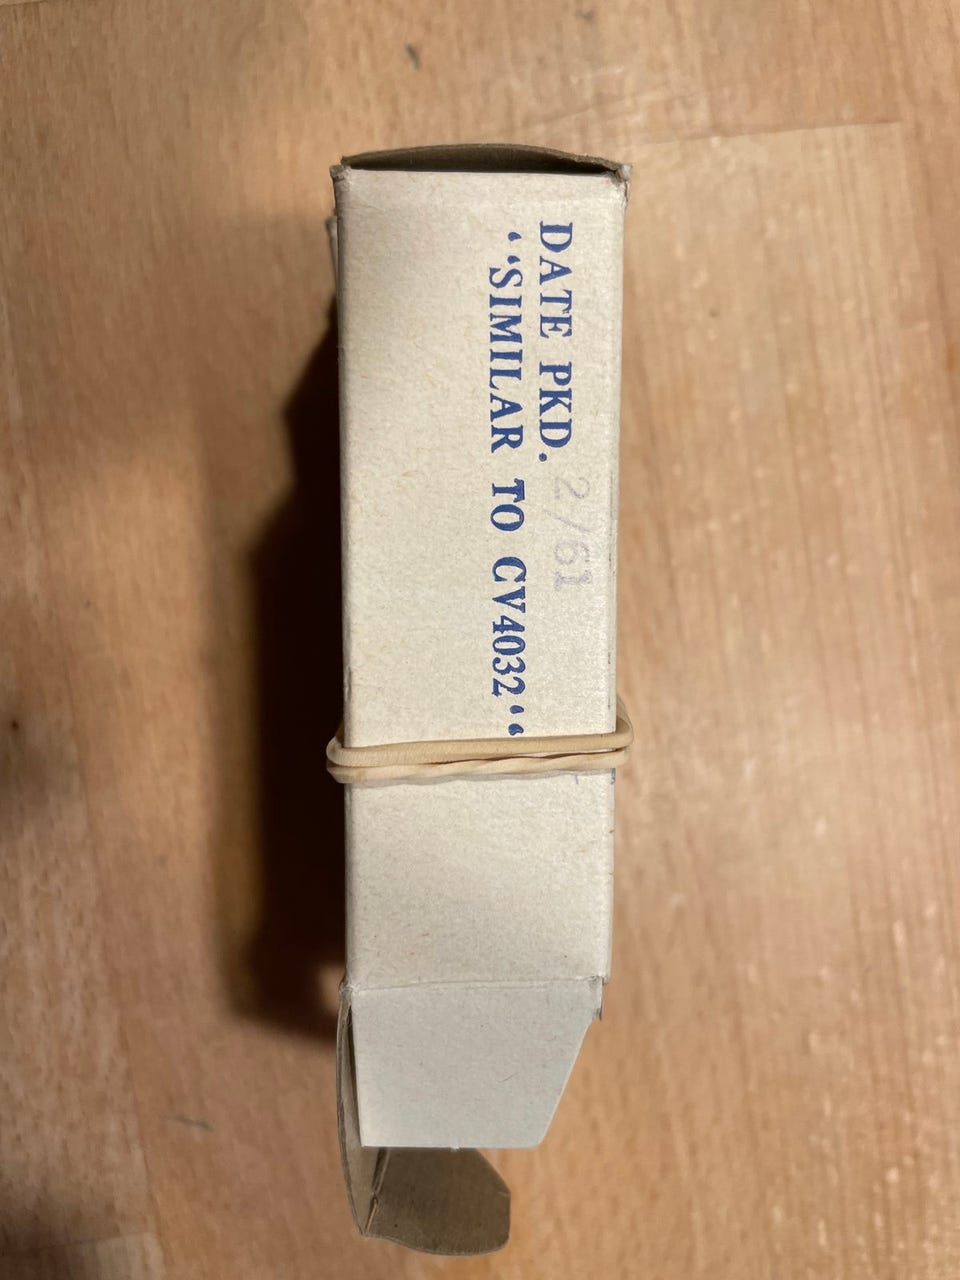 DATE PKD. 2/61
‘‘SIMILAR TO CV4032‘‘